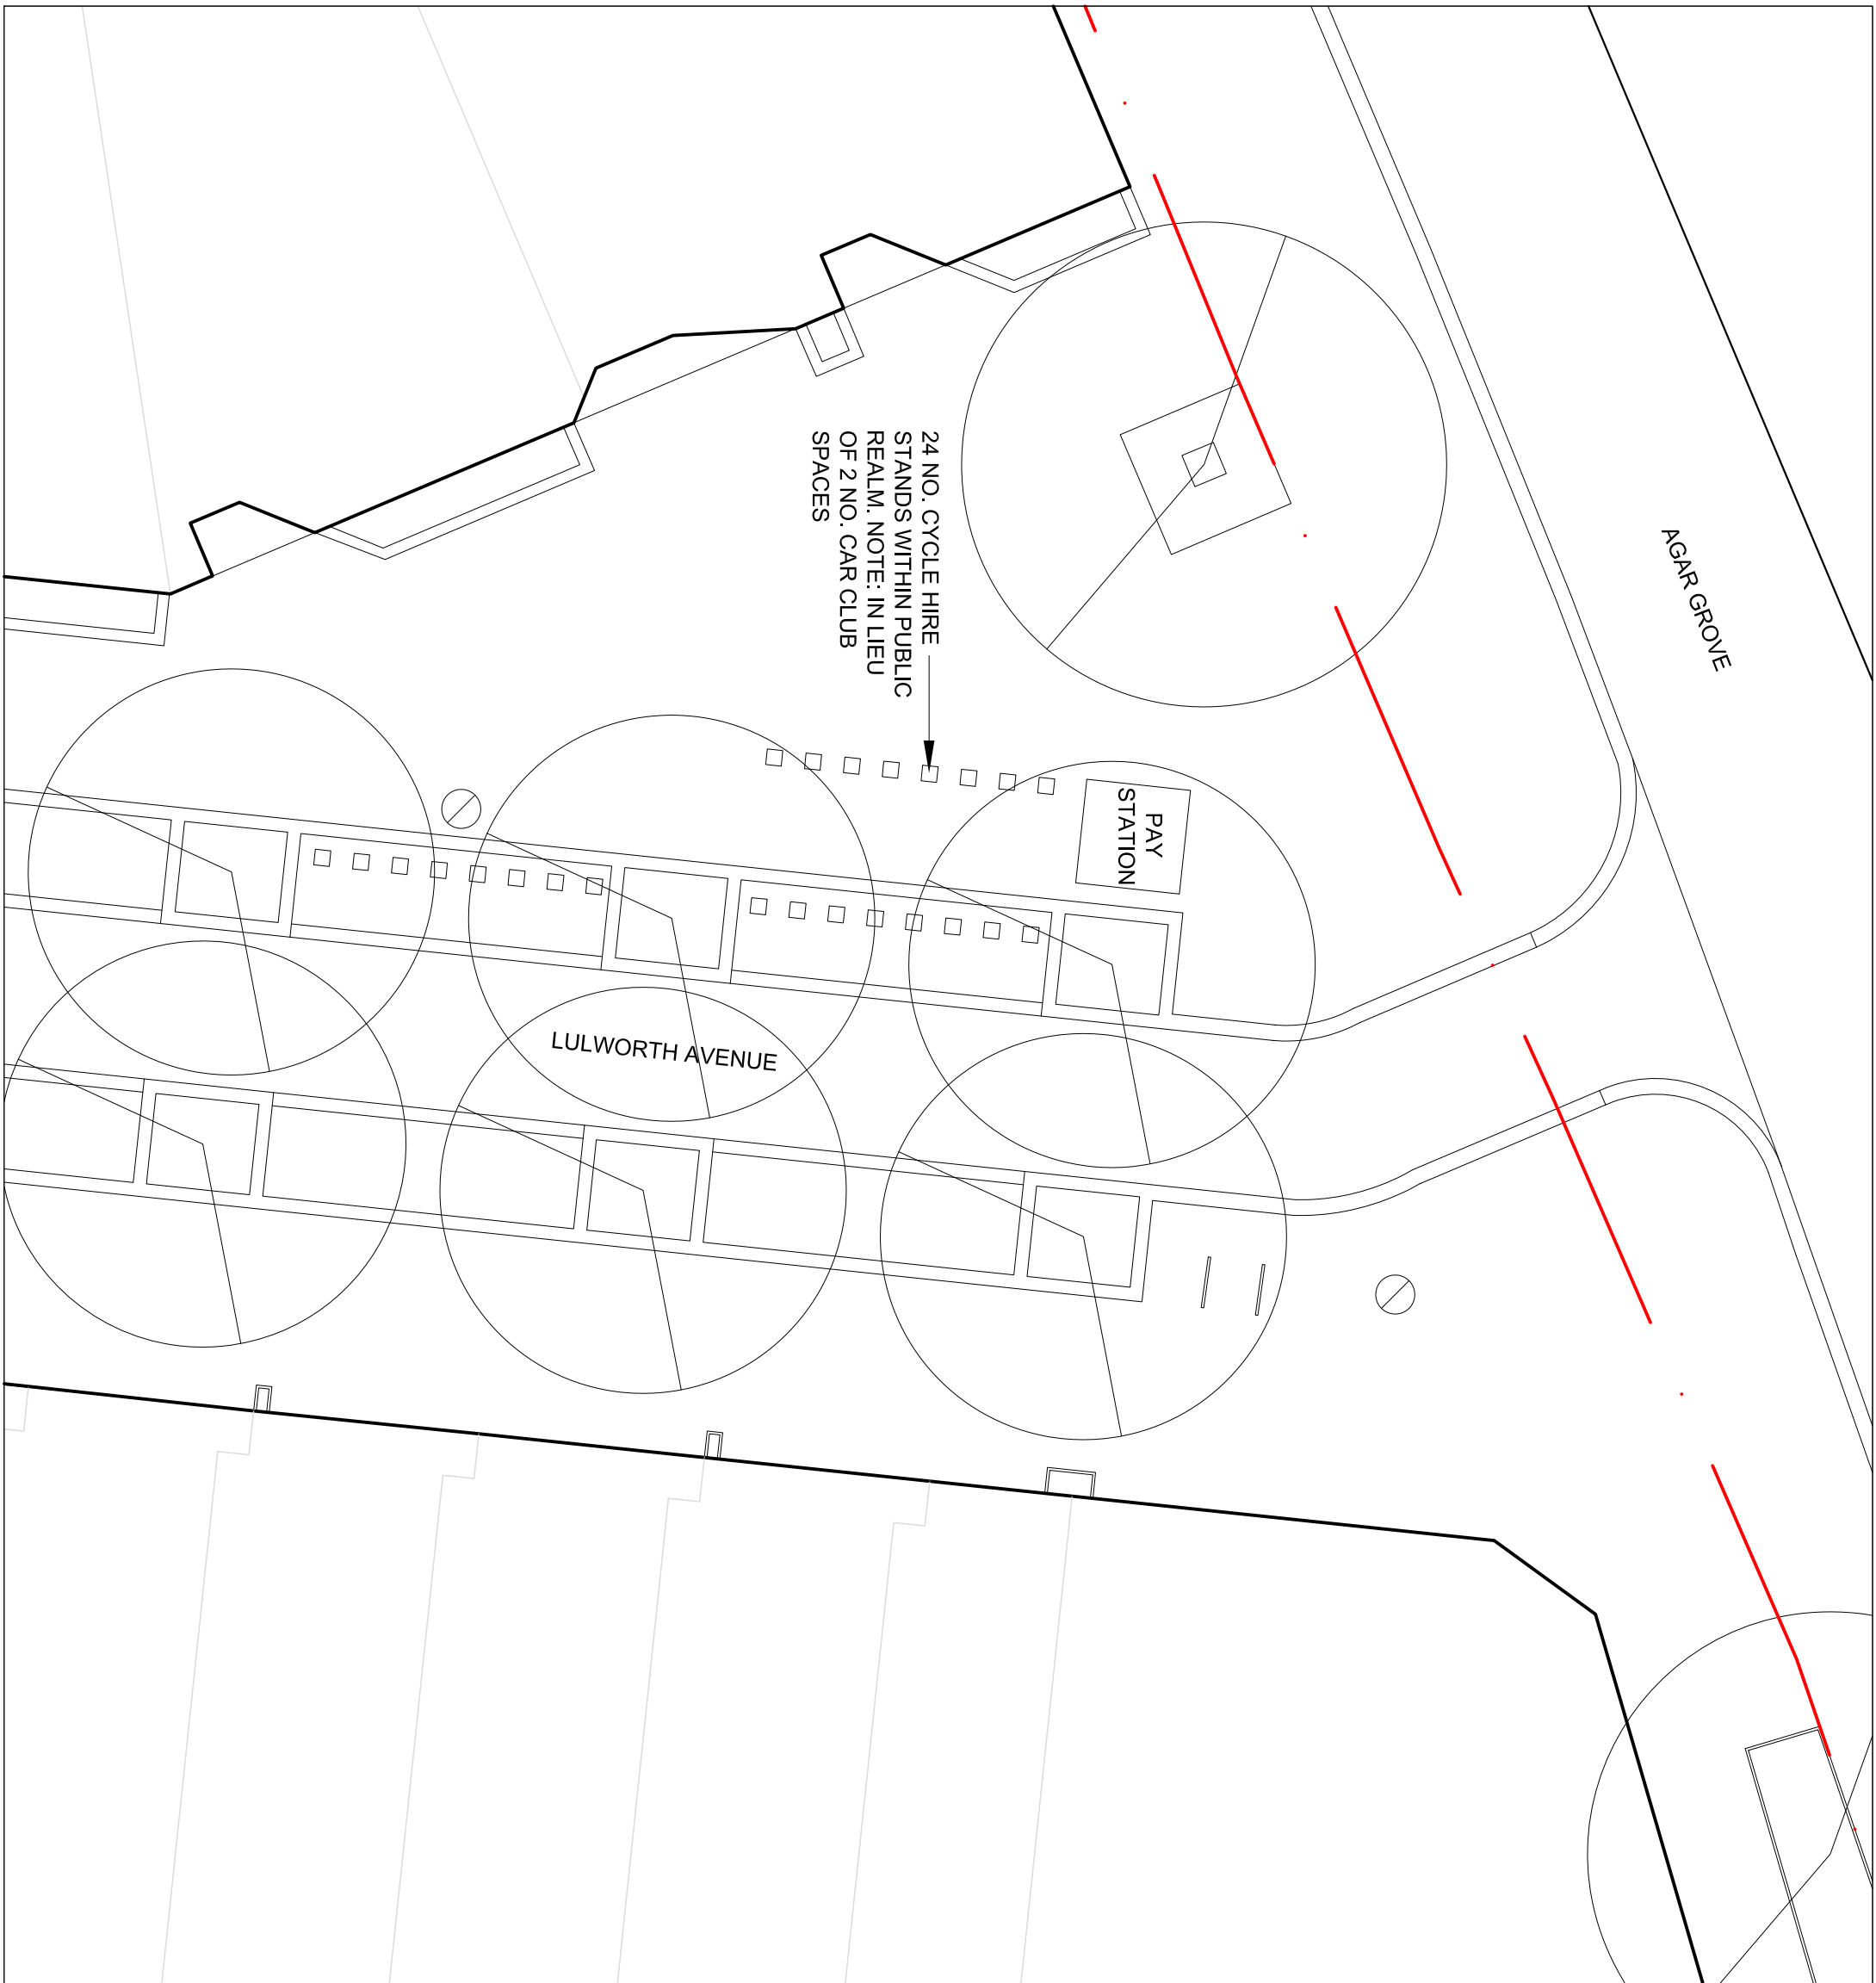 AGAR GROVE
24 NO. CYCLE HIRE
STANDS WITHIN PUBLIC
REALM. NOTE: IN LIEU
OF 2 NO. CAR CLUB
SPACES
PAY
STATION
LULWORTH AVENUE